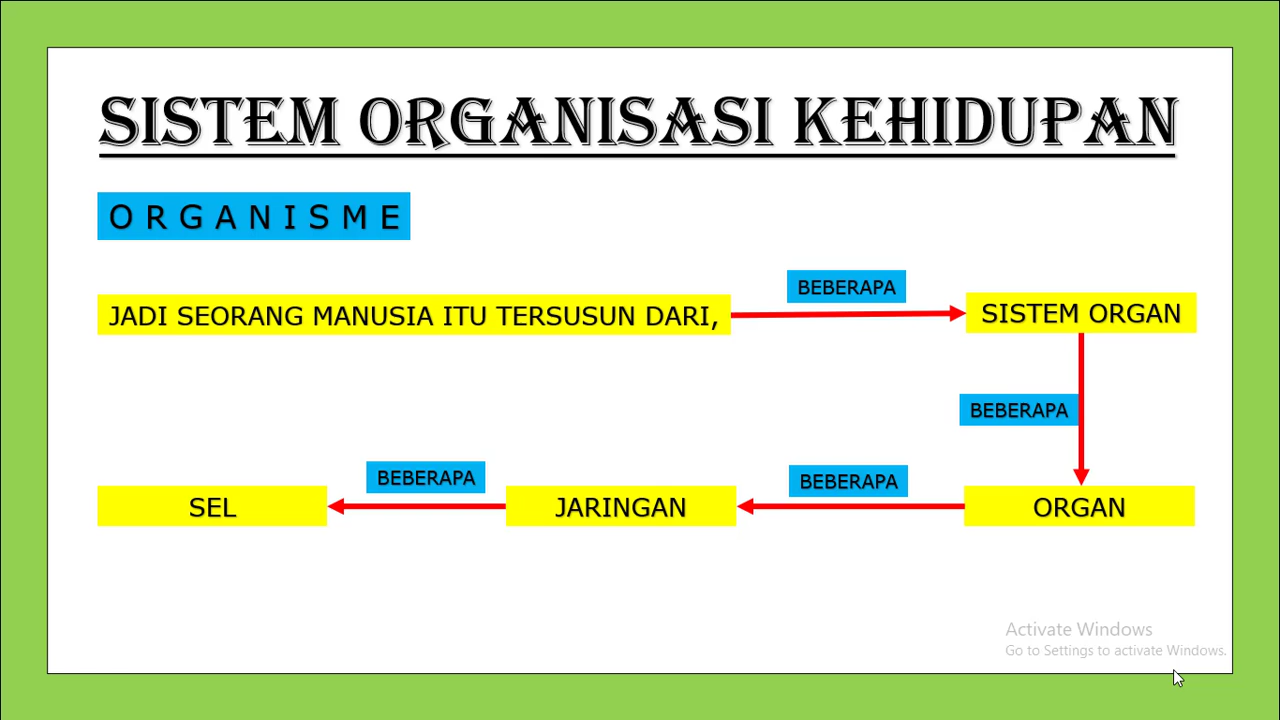 SISTEM ORGANISASI KEHIDUPAN
ORGANISME
BEBERAPA
JADI SEORANG MANUSIA ITU TERSUSUN DARI,
SISTEM ORGAN
BEBERAPA
BEBERAPA
BEBERAPA
SEL
JARINGAN
ORGAN
Activate Windows
Go to Settings to activate Windows.